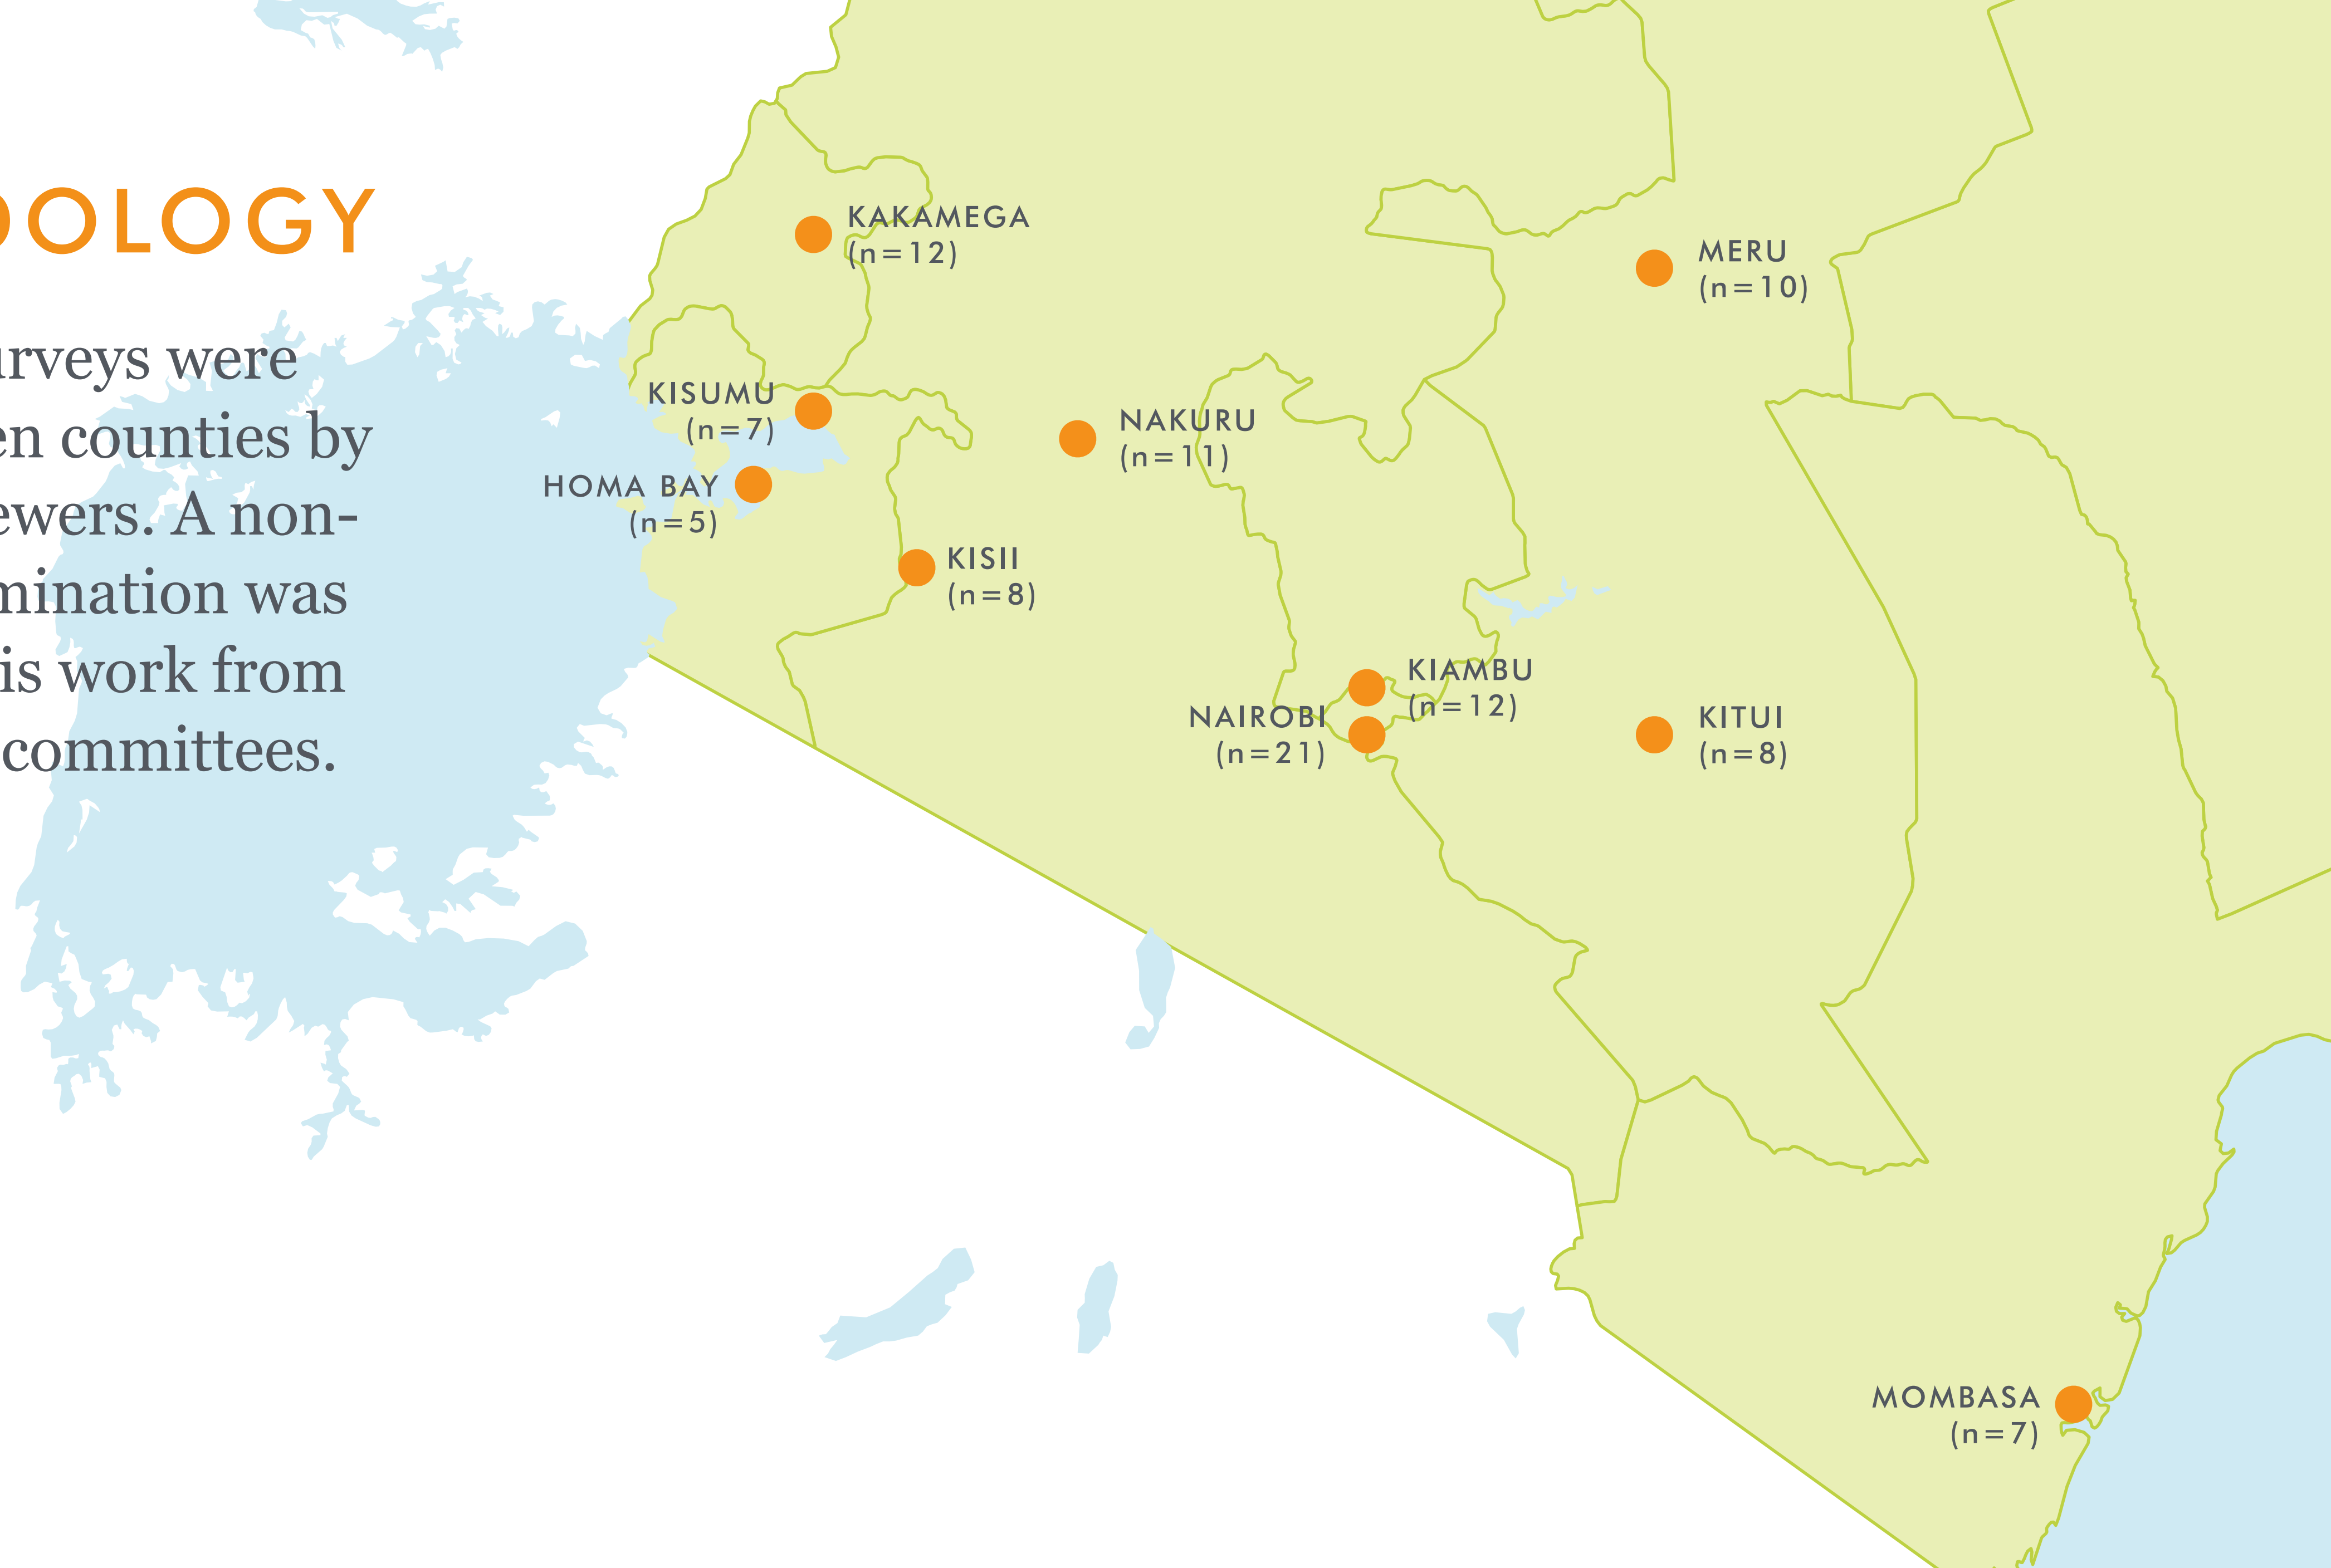 OLOGY
urveys were
en counties by
ewers. A non-
mination was
is work from
committees.
KAKAMEGA
(n=12)
MERU
(n=10)
KISUMU
(n=7)
NAKURU
(n=11)
HOMA BAY
(n=5)
KISII
(n=8)
KIAMBU
(n=12)
NAIROBI
(n=21)
KITUI
(n=8)
MOMBASA
(n=7)